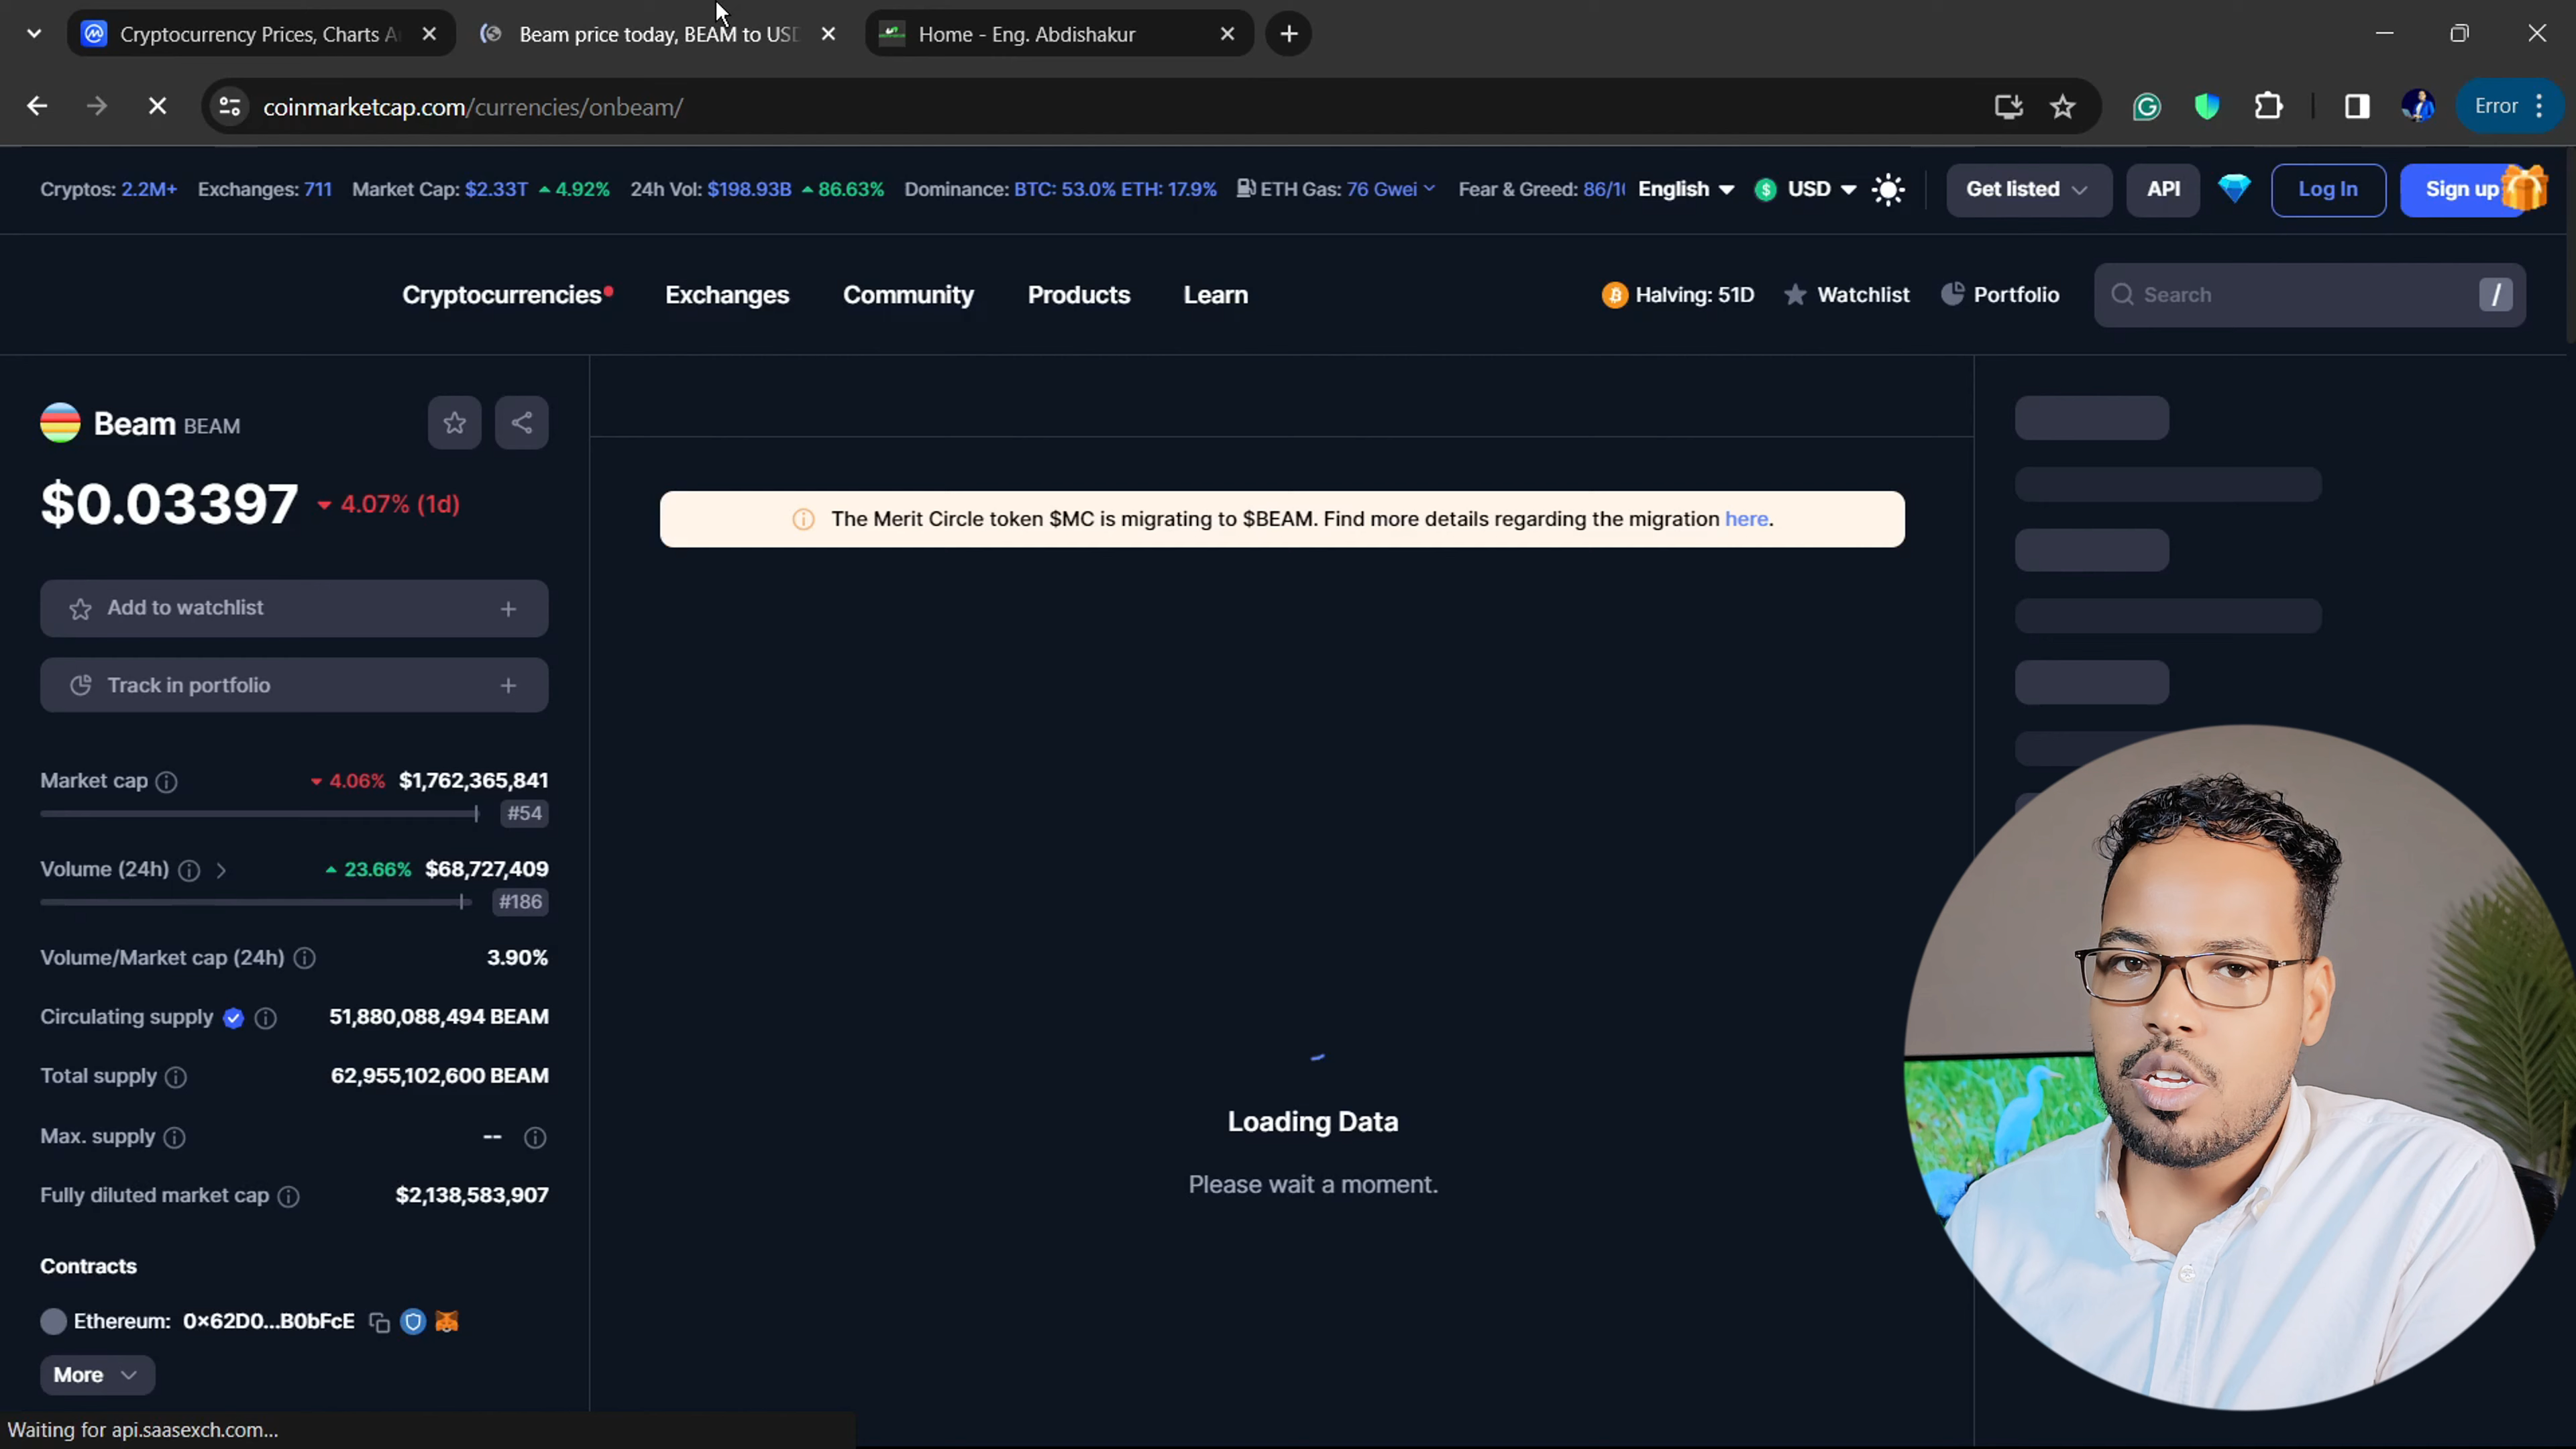 Cryptocurrency Prices, Charts A
Beam price today, BEAM to USD
Home - Eng. Abdishakur
coinmarketcap.com/currencies/onbeam/
Error
Cryptos: 2.2M+ Exchanges: 711 Market Cap: $2.33T 4.92% 24h Vol: $198.93B 86.63% Dominance: BTC: 53.0% ETH: 17.9% ETH Gas: 76 Gwei Fear & Greed: 86/10 English USD Get listed API Log In Sign up
Cryptocurrencies Exchanges Community Products Learn Halving: 51D Watchlist Portfolio Search /
Beam BEAM
$0.03397 4.07% (1d)
The Merit Circle token $MC is migrating to $BEAM. Find more details regarding the migration here.
Add to watchlist +
Track in portfolio +
Market cap 4.06% $1,762,365,841
#54
Volume (24h) 23.66% $68,727,409
#186
Volume/Market cap (24h) 3.90%
Circulating supply 51,880,088,494 BEAM
Total supply 62,955,102,600 BEAM
Max. supply --
Fully diluted market cap $2,138,583,907
Loading Data
Please wait a moment.
Contracts
Ethereum: 0x62D0...B0bFcE
More
Waiting for api.saasexch.com...